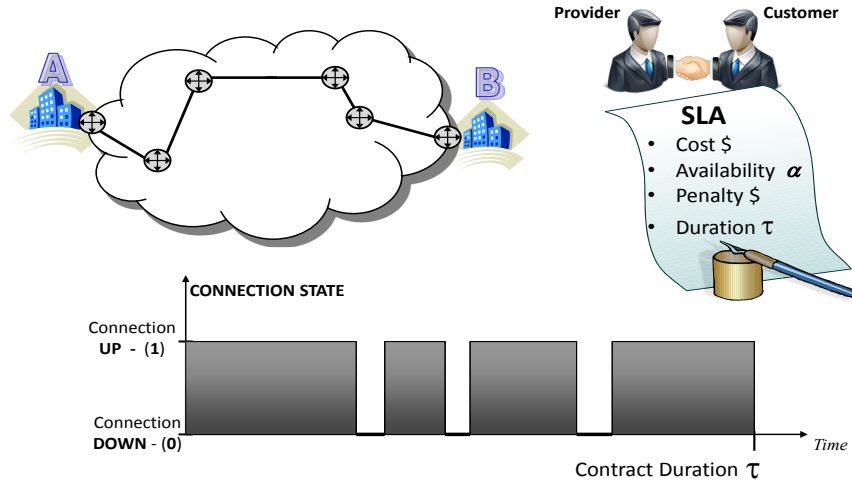 Provider Customer
A
B
SLA
• Cost $
• Availability α
• Penalty $
• Duration τ
CONNECTION STATE
Connection
UP - (1)
Connection
DOWN - (0)
Time
Contract Duration τ